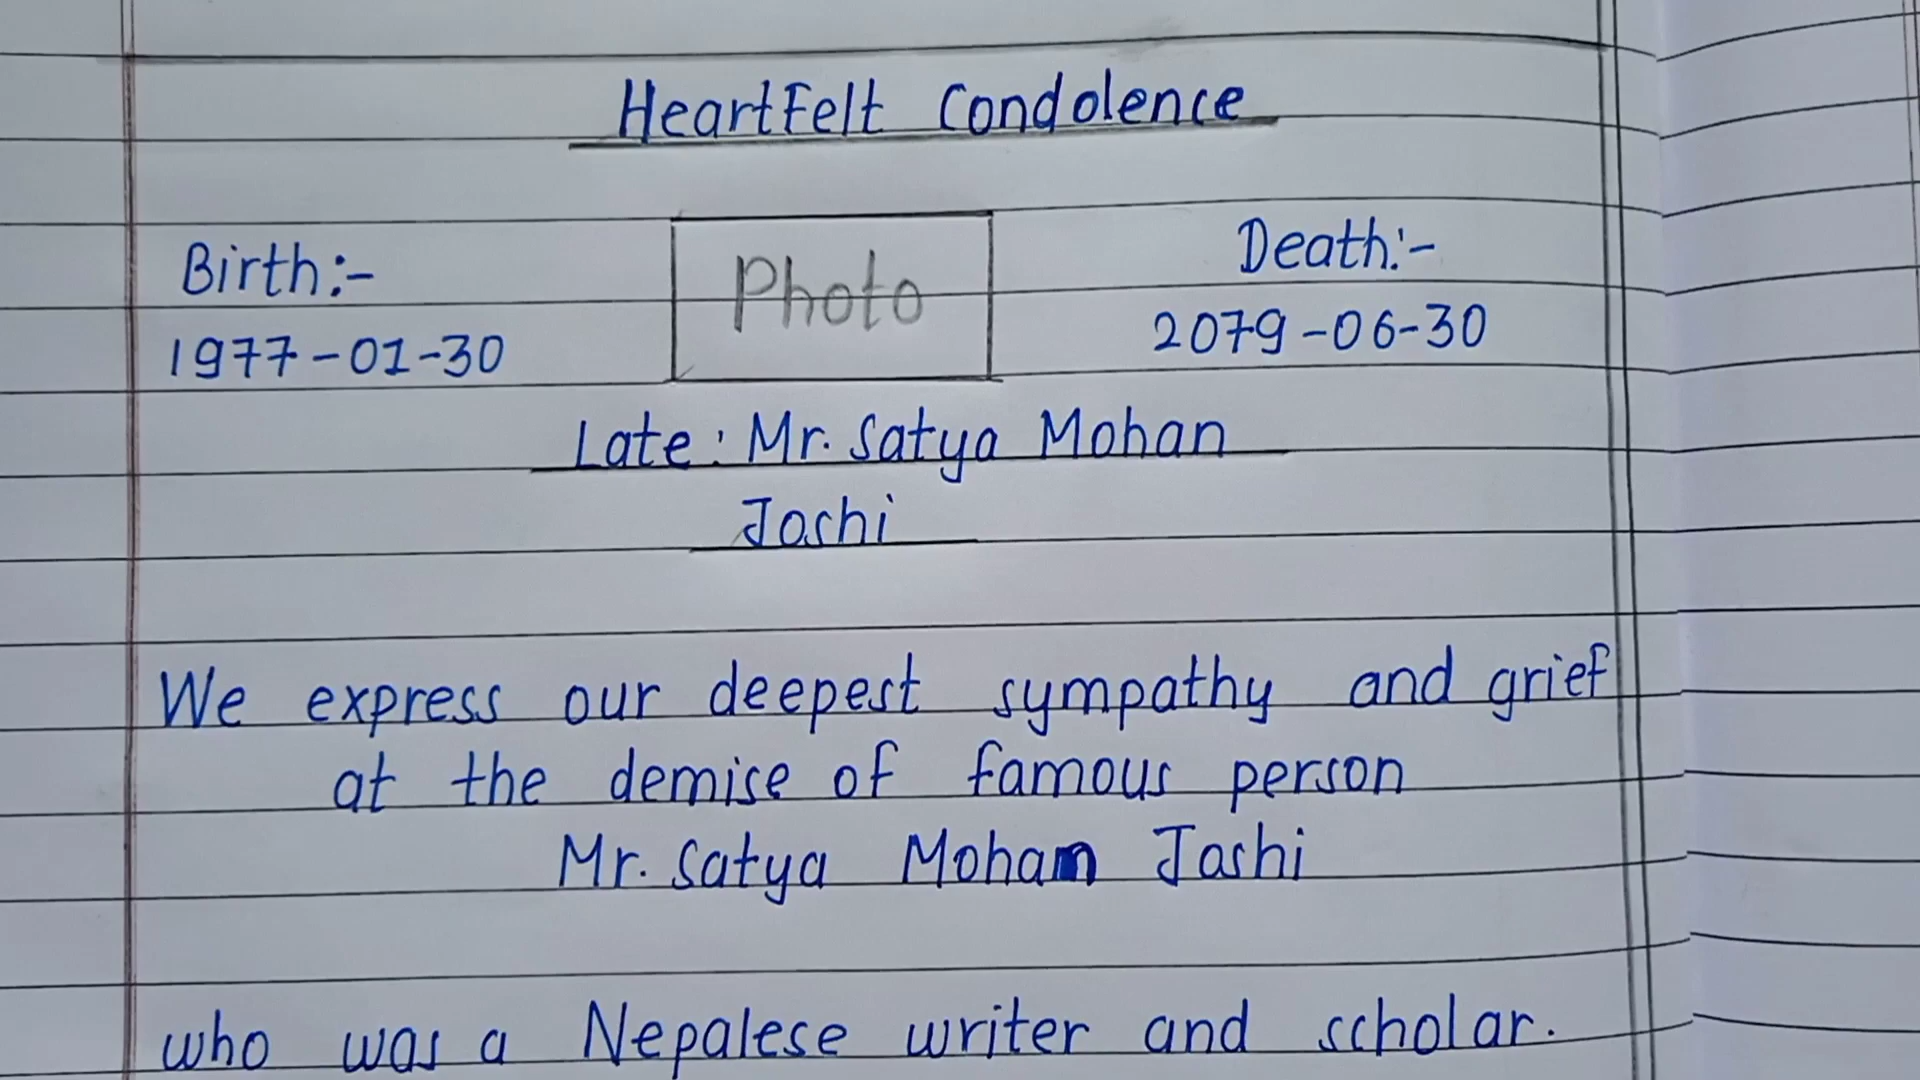 Heartfelt Condolence
Birth:-
1977-01-30
Photo
Death:-
2079-06-30
Late: Mr. Satya Mohan
Joshi
We express our deepest sympathy and grief
at the demise of famous person
Mr. Satya Mohan Joshi
who was a Nepalese writer and scholar.